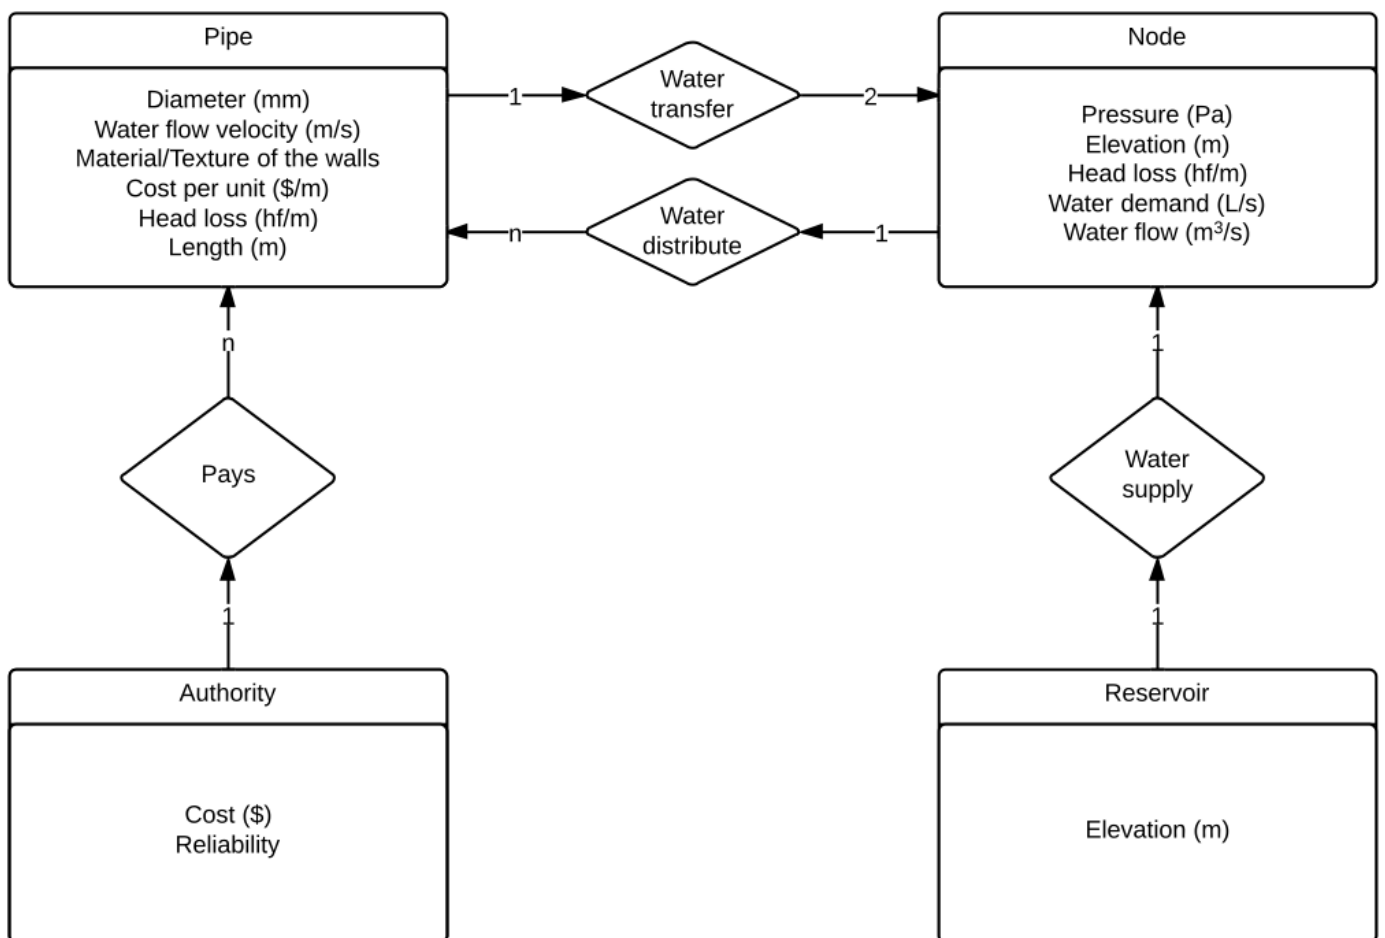 Pipe
Diameter (mm)
Water flow velocity (m/s)
Material/Texture of the walls
Cost per unit ($/m)
Head loss (hf/m)
Length (m)
1
Water
transfer
2
n
Water
distribute
1
Node
Pressure (Pa)
Elevation (m)
Head loss (hf/m)
Water demand (L/s)
Water flow (m³/s)
n
Pays
1
1
Water
supply
1
Authority
Cost ($)
Reliability
Reservoir
Elevation (m)